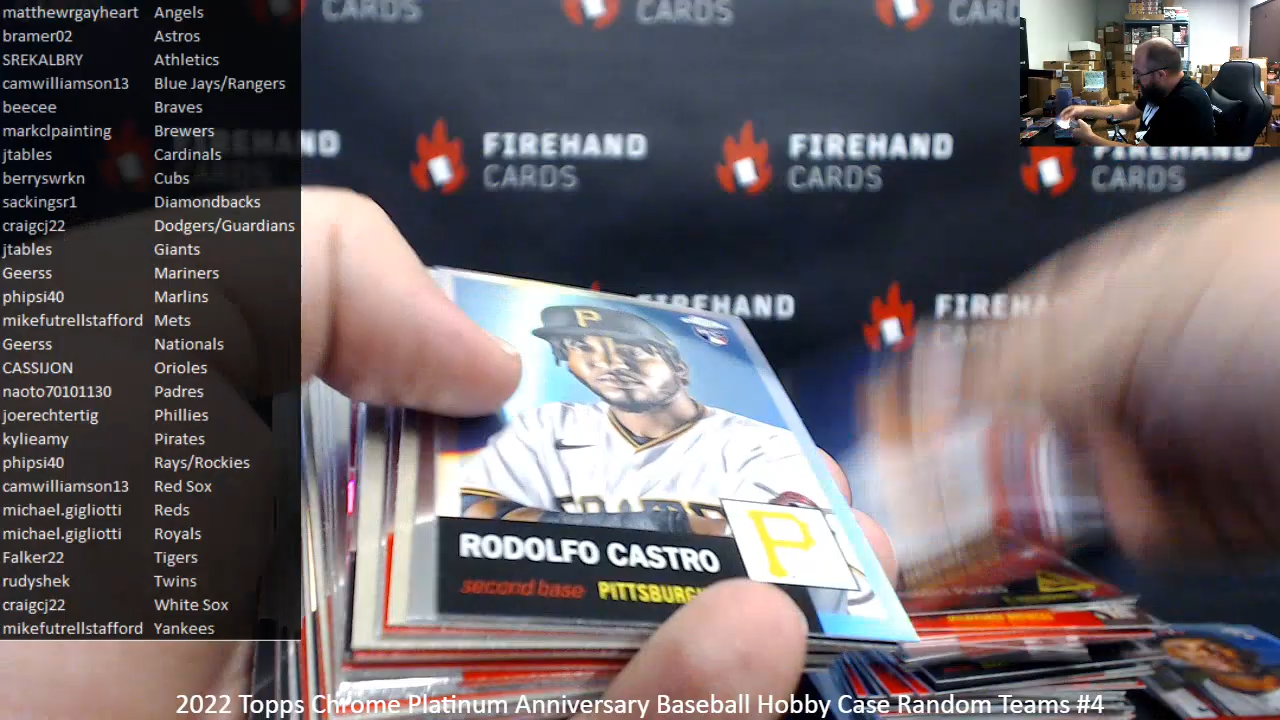 matthewrgayheart Angels
bramer02 Astros
SREKALBRY Athletics
camwilliamson13 Blue Jays/Rangers
beecee Braves
markclpainting Brewers
jtables Cardinals
berryswrkn Cubs
sackingsr1 Diamondbacks
craigcj22 Dodgers/Guardians
jtables Giants
Geerss Mariners
phipsi40 Marlins
mikefutrellstafford Mets
Geerss Nationals
CASSIJON Orioles
naoto70101130 Padres
joerechtertig Phillies
kylieamy Pirates
phipsi40 Rays/Rockies
camwilliamson13 Red Sox
michael.gigliotti Reds
michael.gigliotti Royals
Falker22 Tigers
rudyshek Twins
craigcj22 White Sox
mikefutrellstafford Yankees
CARDS CARDS CARD
FIREHAND FIREHAND FIREHAND
CARDS CARDS CARDS
FIREHAND
P
RODOLFO CASTRO
second base PITTSBURG
P
2022 Topps Chrome Platinum Anniversary Baseball Hobby Case Random Teams #4